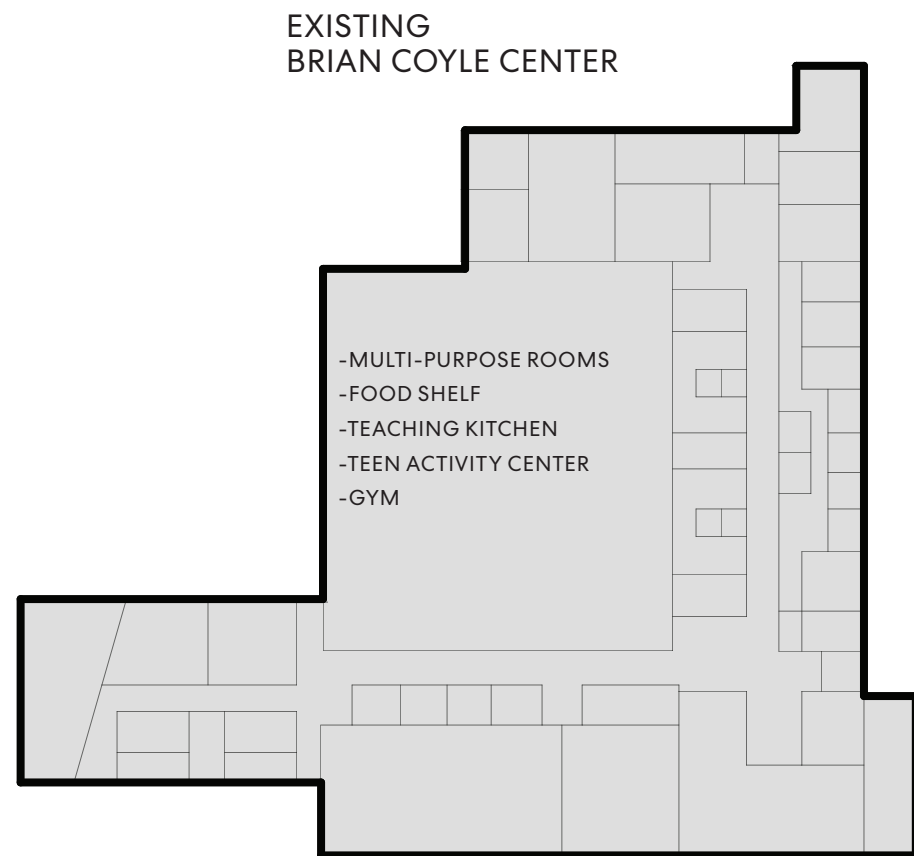 EXISTING
BRIAN COYLE CENTER
-MULTI-PURPOSE ROOMS
-FOOD SHELF
-TEACHING KITCHEN
-TEEN ACTIVITY CENTER
-GYM